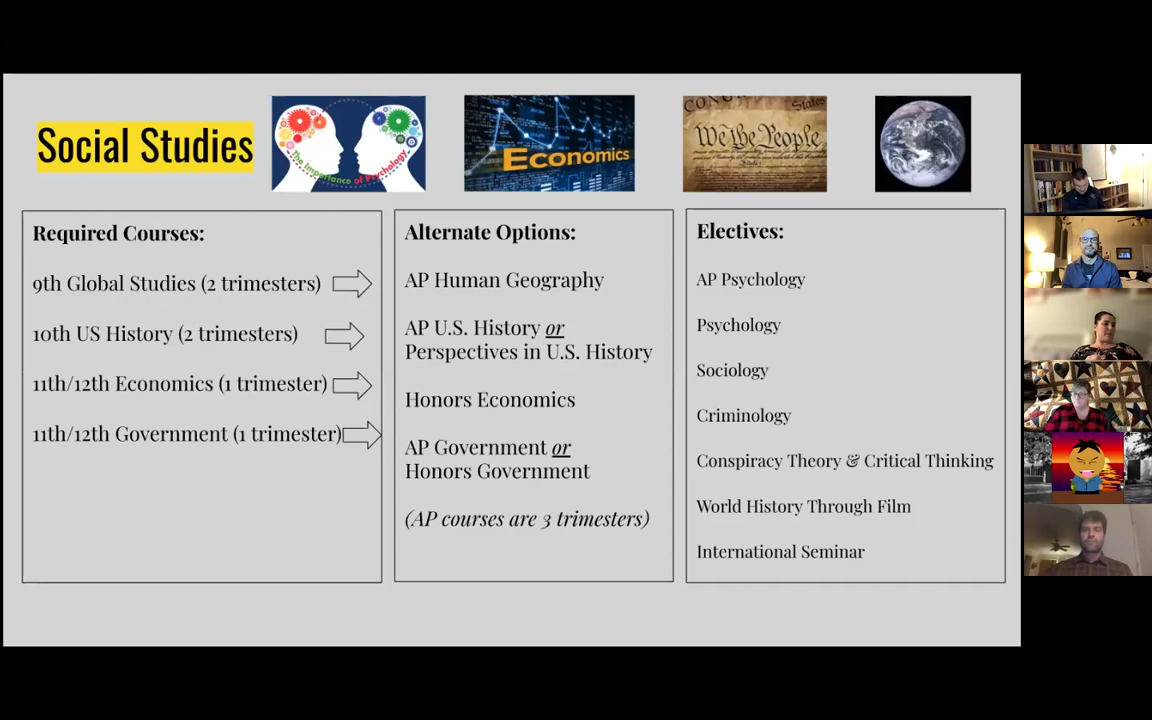 Social Studies
The Importance of Psychology
Economics
CONG
States
We the People
Required Courses:
9th Global Studies (2 trimesters)
10th US History (2 trimesters)
11th/12th Economics (1 trimester)
11th/12th Government (1 trimester)
Alternate Options:
AP Human Geography
AP U.S. History or
Perspectives in U.S. History
Honors Economics
AP Government or
Honors Government
(AP courses are 3 trimesters)
Electives:
AP Psychology
Psychology
Sociology
Criminology
Conspiracy Theory & Critical Thinking
World History Through Film
International Seminar